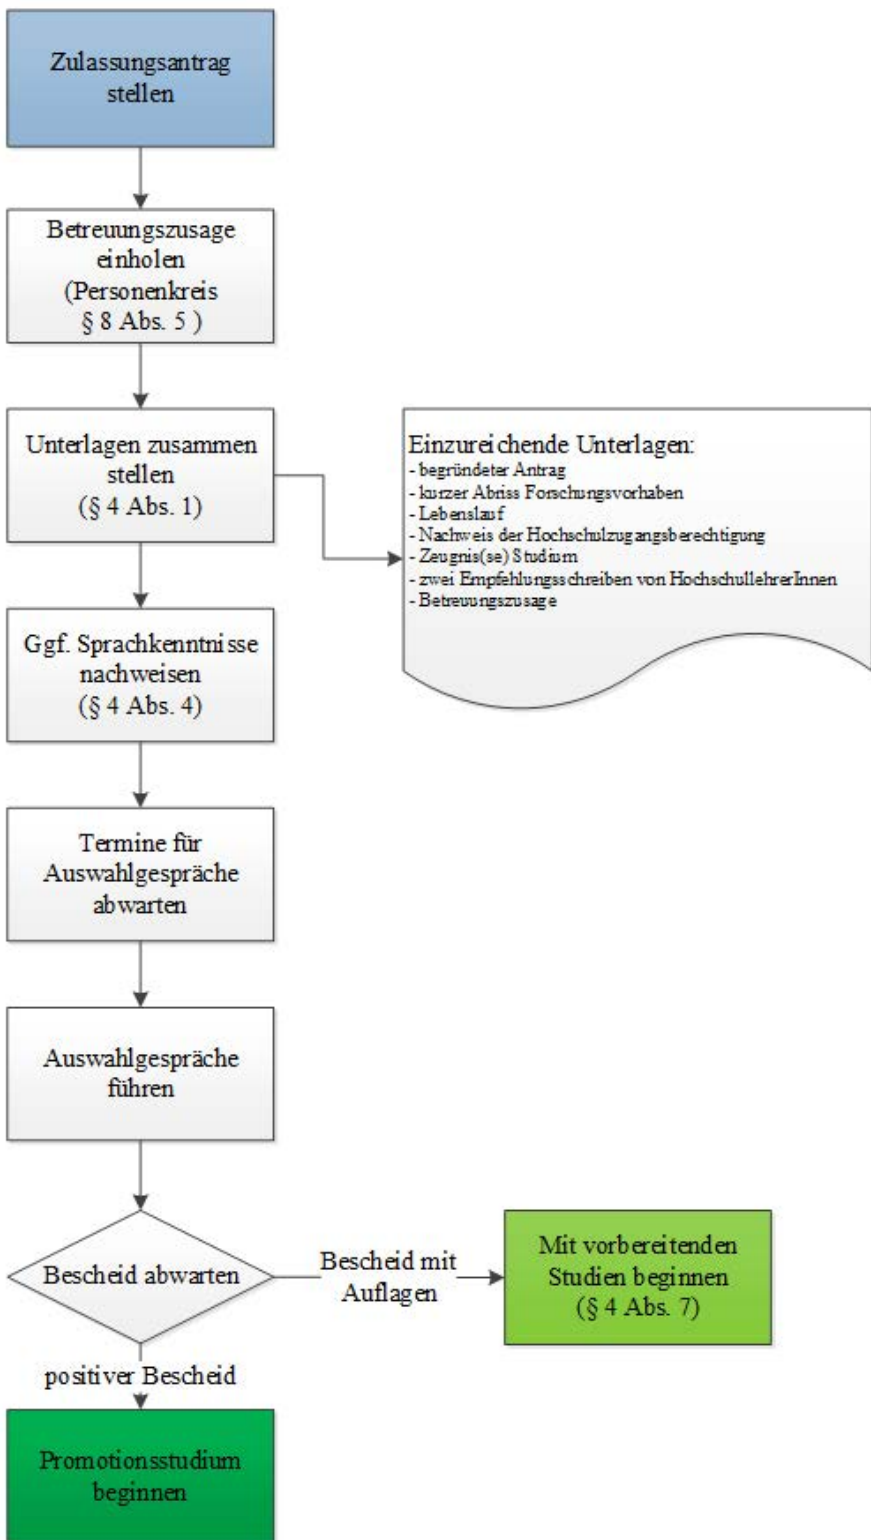 Zulassungsantrag
stellen
Betreuungszusage
einholen
(Personenkreis
§ 8 Abs. 5 )
Unterlagen zusammen
stellen
(§ 4 Abs. 1)
Einzureichende Unterlagen:
- begründeter Antrag
- kurzer Abriss Forschungsvorhaben
- Lebenslauf
- Nachweis der Hochschulzugangsberechtigung
- Zeugnis(se) Studium
- zwei Empfehlungsschreiben von HochschullehrerInnen
- Betreuungszusage
Ggf. Sprachkenntnisse
nachweisen
(§ 4 Abs. 4)
Termine für
Auswahlgespräche
abwarten
Auswahlgespräche
führen
Bescheid abwarten
Bescheid mit
Auflagen
Mit vorbereitenden
Studien beginnen
(§ 4 Abs. 7)
positiver Bescheid
Promotionsstudium
beginnen